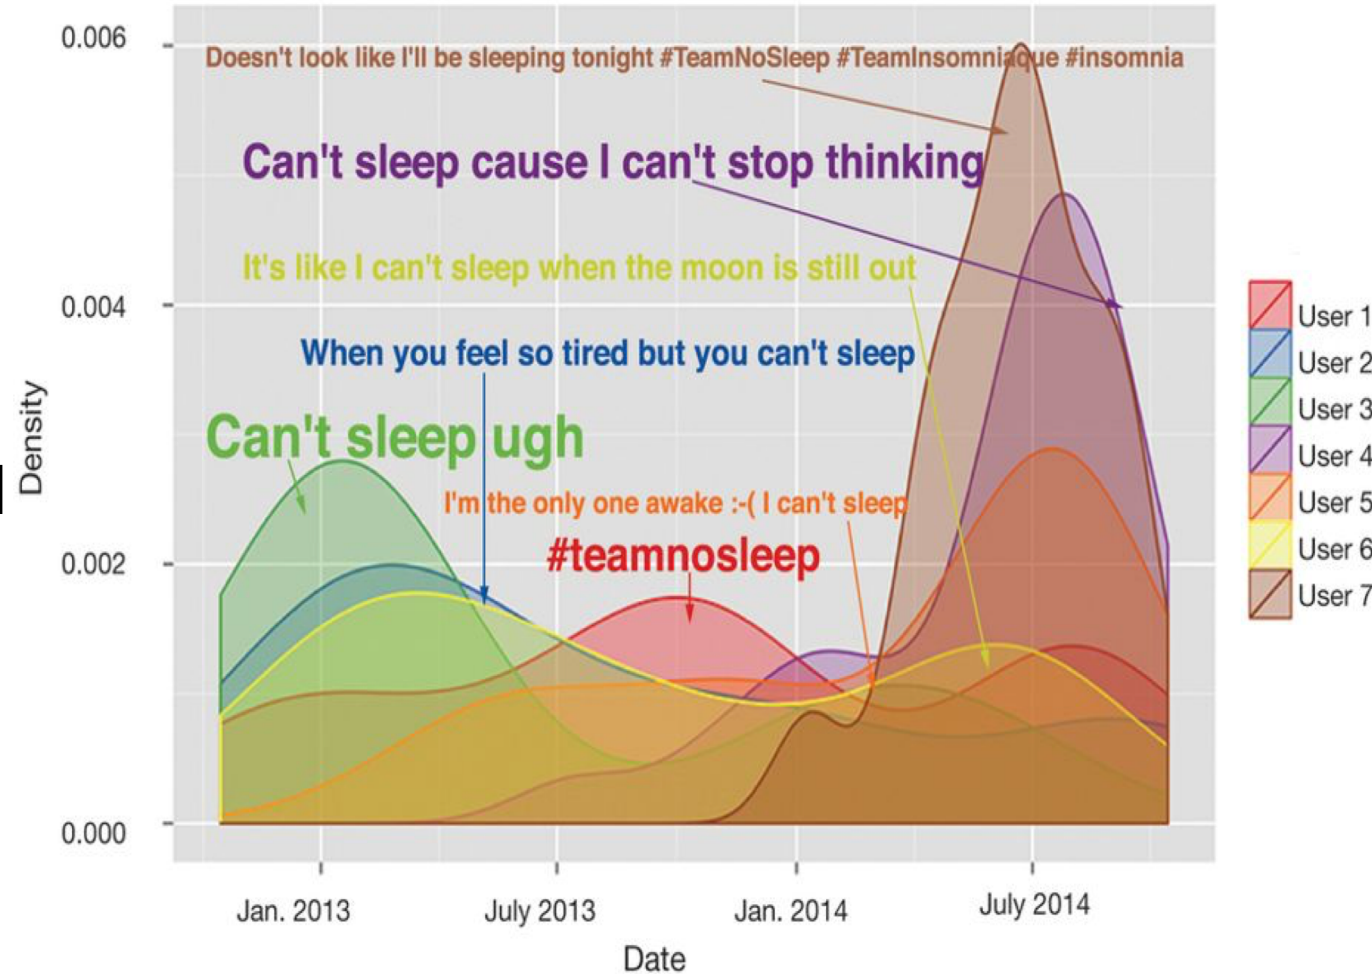 0.006
Doesn't look like I'll be sleeping tonight #TeamNoSleep #TeamInsomniaque #insomnia
Can't sleep cause I can't stop thinking
It's like I can't sleep when the moon is still out
0.004
When you feel so tired but you can't sleep
Can't sleep ugh
I'm the only one awake :-( I can't sleep
#teamnosleep
0.002
0.000
Density
Jan. 2013
July 2013
Jan. 2014
July 2014
Date
User 1
User 2
User 3
User 4
User 5
User 6
User 7